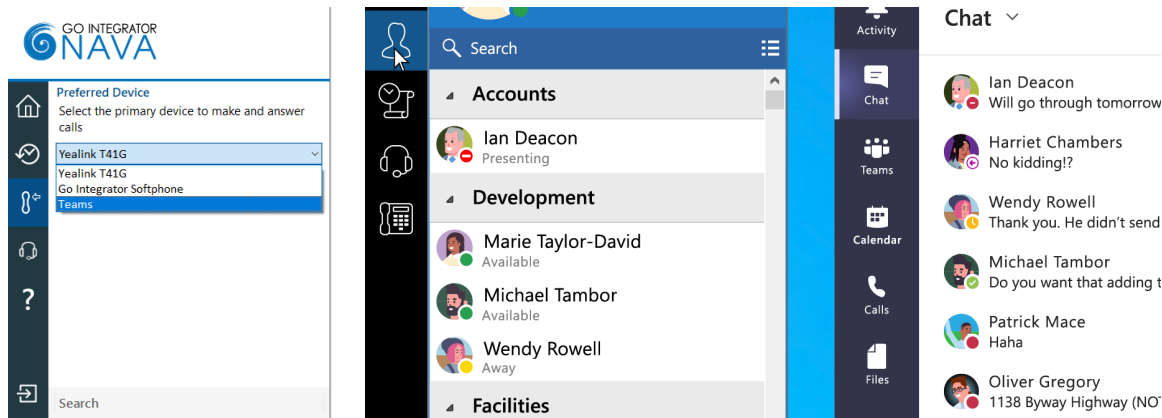 GO INTEGRATOR
NAVA
Preferred Device
Select the primary device to make and answer
calls
Yealink T41G
Yealink T41G
Go Integrator Softphone
Teams
?
Search
Search
Accounts
Ian Deacon
Presenting
Development
Marie Taylor-David
Available
Michael Tambor
Available
Wendy Rowell
Away
Facilities
Activity
Chat
Teams
Calendar
Calls
Files
Chat
Ian Deacon
Will go through tomorrow
Harriet Chambers
No kidding!?
Wendy Rowell
Thank you. He didn't send
Michael Tambor
Do you want that adding t
Patrick Mace
Haha
Oliver Gregory
1138 Byway Highway (NOT